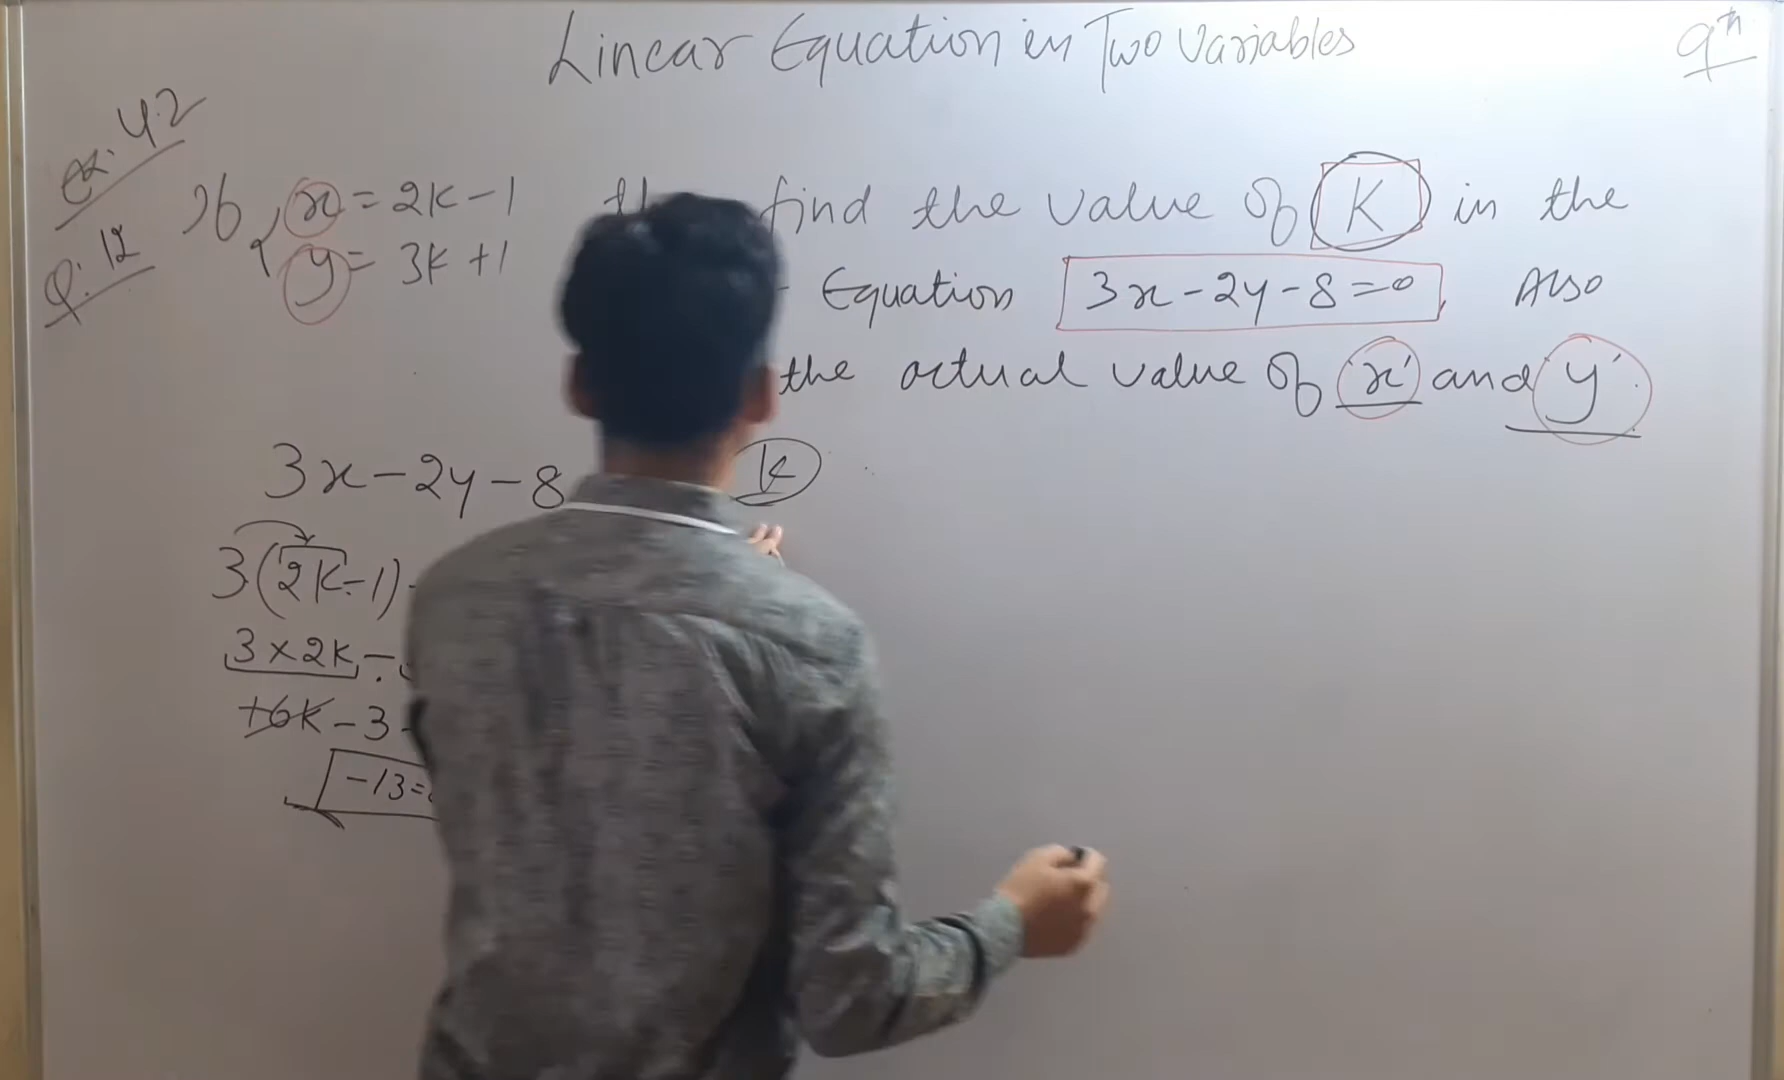 Linear Equation in Two Variables
9th
Ex. 4.2
Q. 12
If, x = 2k - 1 find the value of K in the
y = 3k + 1 Equation 3x - 2y - 8 = 0, Also
the actual value of 'x' and 'y'.
3x - 2y - 8 k
3(2k - 1)
3 × 2k -
+6k - 3
-13 =